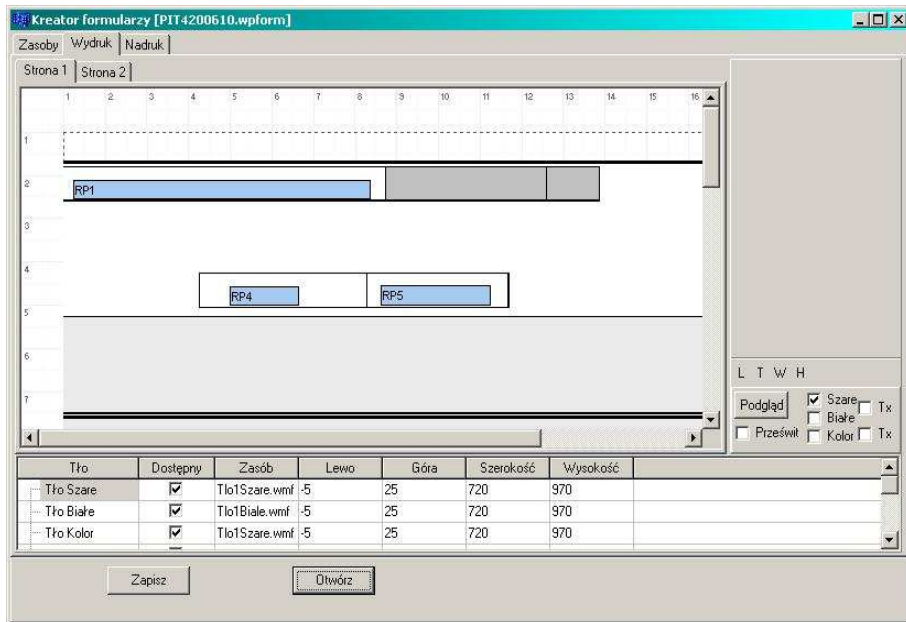 Kreator formularzy [PIT4200610.wpform]
Zasoby Wydruk Nadruk
Strona 1 Strona 2
1 2 3 4 5 6 7 8 9 10 11 12 13 14 15 16
1
2
RP1
3
4
RP4 RP5
5
6
7
L T W H
Podgląd Szare Tx
Białe
Prześwit Kolor Tx
Tło Dostępny Zasób Lewo Góra Szerokość Wysokość
Tło Szare Tlo1Szare.wmf -5 25 720 970
Tło Białe Tlo1Biale.wmf -5 25 720 970
Tło Kolor Tlo1Szare.wmf -5 25 720 970
Zapisz Otwórz